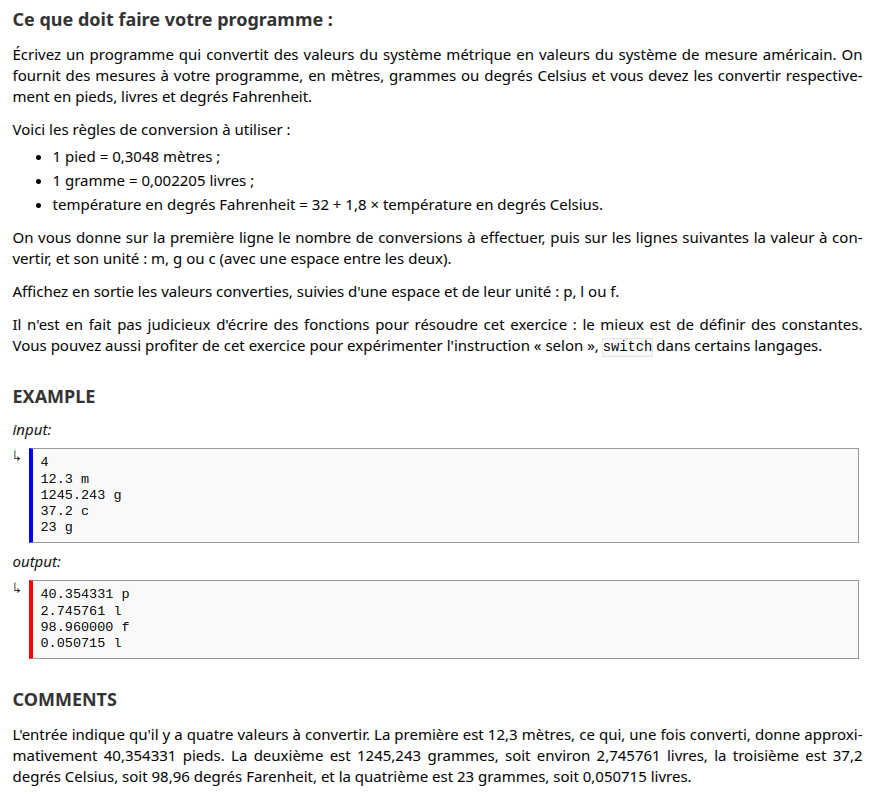 Ce que doit faire votre programme :
Écrivez un programme qui convertit des valeurs du système métrique en valeurs du système de mesure américain. On
fournit des mesures à votre programme, en mètres, grammes ou degrés Celsius et vous devez les convertir respective-
ment en pieds, livres et degrés Fahrenheit.
Voici les règles de conversion à utiliser :
• 1 pied = 0,3048 mètres ;
• 1 gramme = 0,002205 livres ;
• température en degrés Fahrenheit = 32 + 1,8 × température en degrés Celsius.
On vous donne sur la première ligne le nombre de conversions à effectuer, puis sur les lignes suivantes la valeur à con-
vertir, et son unité : m, g ou c (avec une espace entre les deux).
Affichez en sortie les valeurs converties, suivies d'une espace et de leur unité : p, l ou f.
Il n'est en fait pas judicieux d'écrire des fonctions pour résoudre cet exercice : le mieux est de définir des constantes.
Vous pouvez aussi profiter de cet exercice pour expérimenter l'instruction « selon », switch dans certains langages.
EXAMPLE
input:
↳
4
12.3 m
1245.243 g
37.2 c
23 g
output:
↳
40.354331 p
2.745761 l
98.960000 f
0.050715 l
COMMENTS
L'entrée indique qu'il y a quatre valeurs à convertir. La première est 12,3 mètres, ce qui, une fois converti, donne approxi-
mativement 40,354331 pieds. La deuxième est 1245,243 grammes, soit environ 2,745761 livres, la troisième est 37,2
degrés Celsius, soit 98,96 degrés Farenheit, et la quatrième est 23 grammes, soit 0,050715 livres.